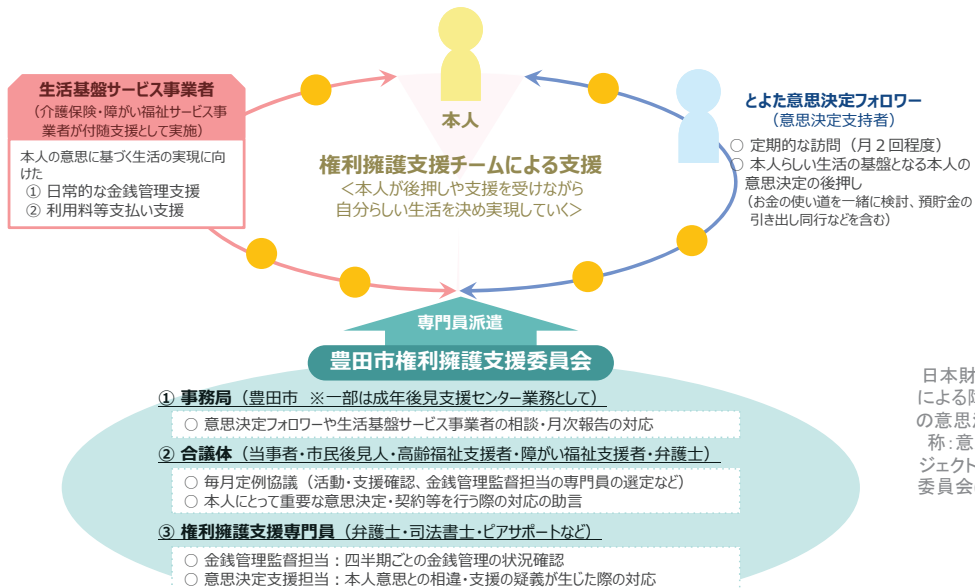 本人
生活基盤サービス事業者
（介護保険・障がい福祉サービス事
業者が付随支援として実施）
本人の意思に基づく生活の実現に向
けた
① 日常的な金銭管理支援
② 利用料等支払い支援
権利擁護支援チームによる支援
＜本人が後押しや支援を受けながら
自分らしい生活を決め実現していく＞
とよた意思決定フォロワー
（意思決定支持者）
○ 定期的な訪問（月２回程度）
○ 本人らしい生活の基盤となる本人の
意思決定の後押し
（お金の使い道を一緒に検討、預貯金の
引き出し同行などを含む）
専門員派遣
豊田市権利擁護支援委員会
① 事務局（豊田市 ※一部は成年後見支援センター業務として）
○ 意思決定フォロワーや生活基盤サービス事業者の相談・月次報告の対応
② 合議体（当事者・市民後見人・高齢福祉支援者・障がい福祉支援者・弁護士）
○ 毎月定例協議（活動・支援確認、金銭管理監督担当の専門員の選定など）
○ 本人にとって重要な意思決定・契約等を行う際の対応の助言
③ 権利擁護支援専門員（弁護士・司法書士・ピアサポートなど）
○ 金銭管理監督担当：四半期ごとの金銭管理の状況確認
○ 意思決定支援担当：本人意思との相違・支援の疑義が生じた際の対応
日本財
による障
の意思決
称：意
ジェクト
委員会